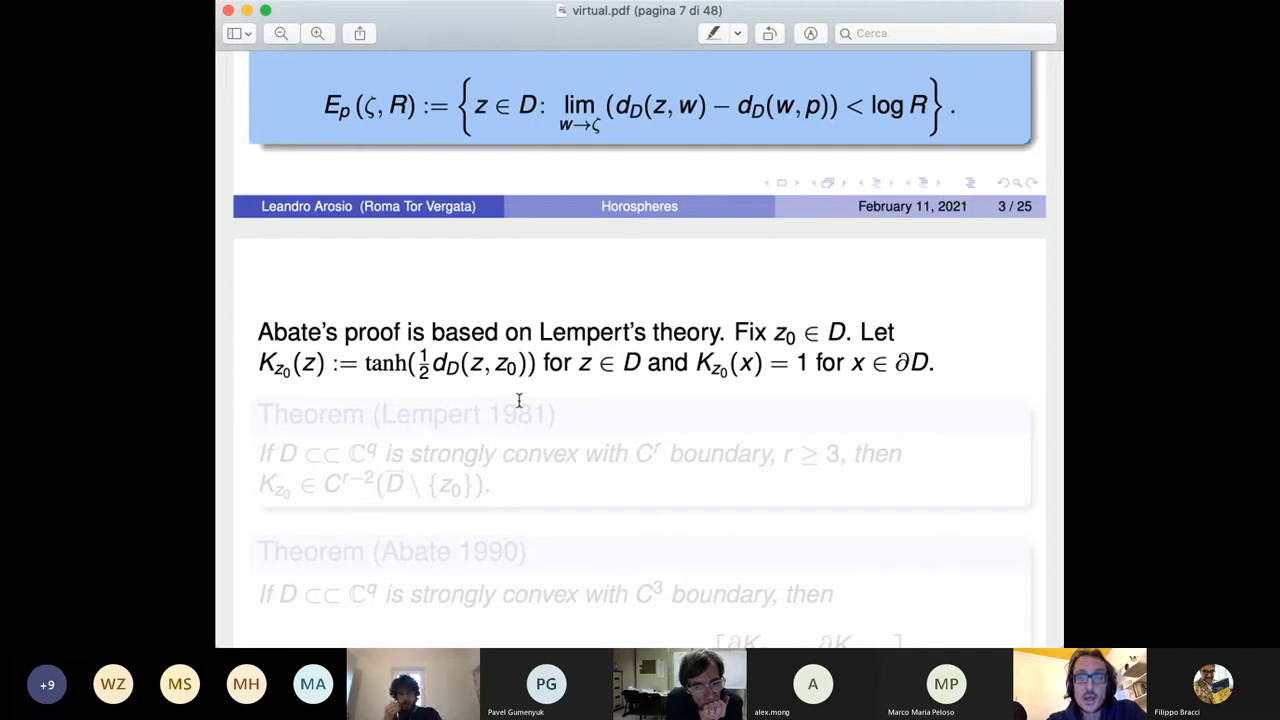 virtual.pdf (pagina 7 di 48)
Cerca
E_p(ζ, R) := { z ∈ D: lim_{w→ζ} (d_D(z, w) − d_D(w, p)) < log R } .
Leandro Arosio (Roma Tor Vergata) Horospheres February 11, 2021 3 / 25
Abate's proof is based on Lempert's theory. Fix z_0 ∈ D. Let
K_{z_0}(z) := tanh(½d_D(z, z_0)) for z ∈ D and K_{z_0}(x) = 1 for x ∈ ∂D.
Theorem (Lempert 1981)
If D ⊂⊂ ℂ^q is strongly convex with C^r boundary, r ≥ 3, then
K_{z_0} ∈ C^{r−2}(D̅ \ {z_0}).
Theorem (Abate 1990)
If D ⊂⊂ ℂ^q is strongly convex with C^3 boundary, then
+9 WZ MS MH MA PG A MP
Pavel Gumenyuk alex.mong Marco Maria Peloso Filippo Bracci